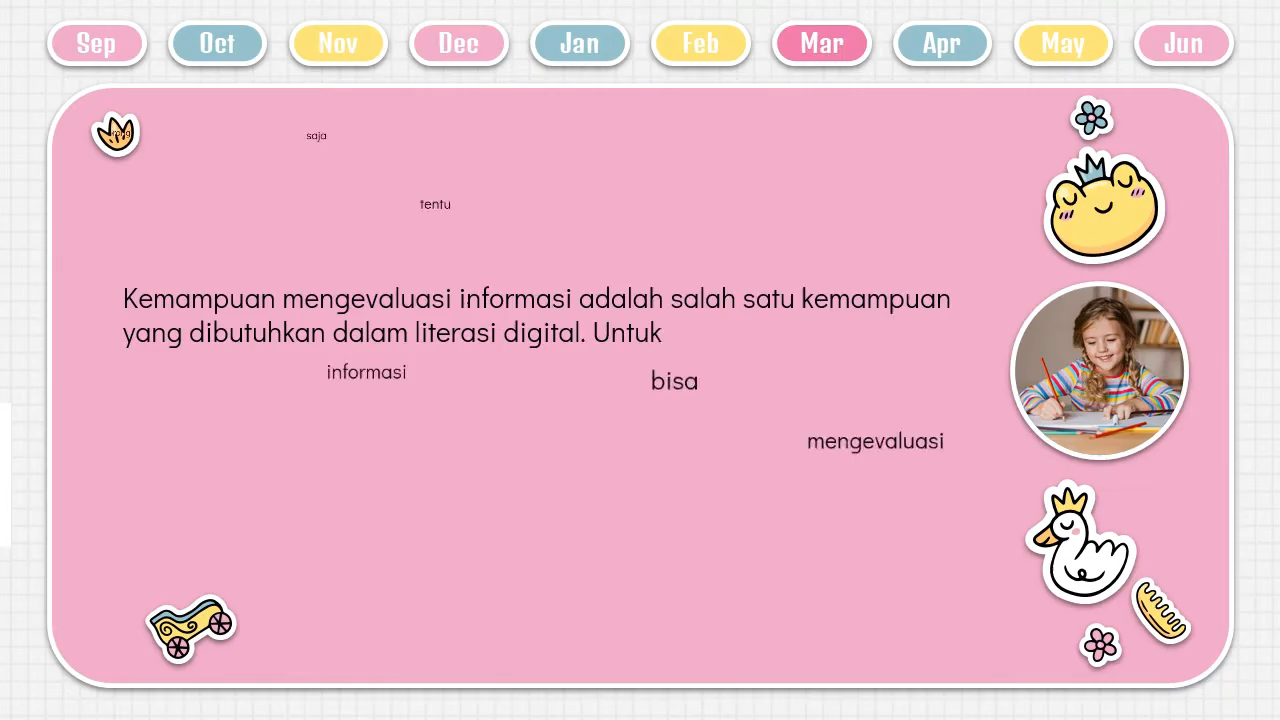 Sep Oct Nov Dec Jan Feb Mar Apr May Jun
saja
tentu
Kemampuan mengevaluasi informasi adalah salah satu kemampuan
yang dibutuhkan dalam literasi digital. Untuk
informasi
bisa
mengevaluasi